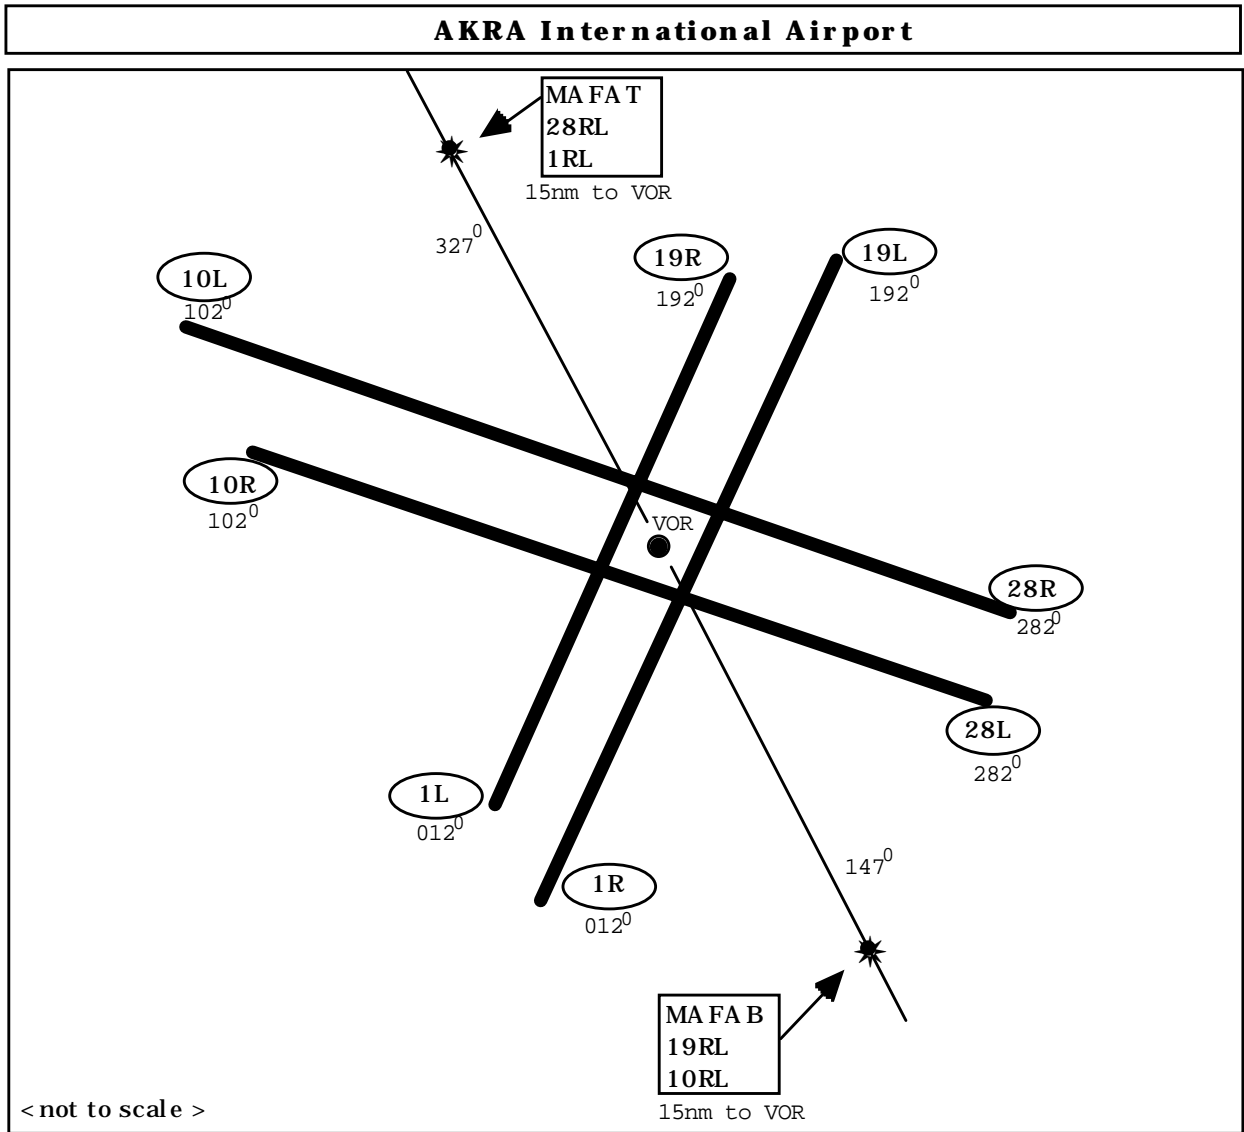 AKRA International Airport
MAFAT
28RL
1RL
15nm to VOR
327⁰
19R
192⁰
19L
192⁰
10L
102⁰
10R
102⁰
VOR
28R
282⁰
28L
282⁰
1L
012⁰
1R
012⁰
147⁰
MAFAB
19RL
10RL
15nm to VOR
<not to scale>